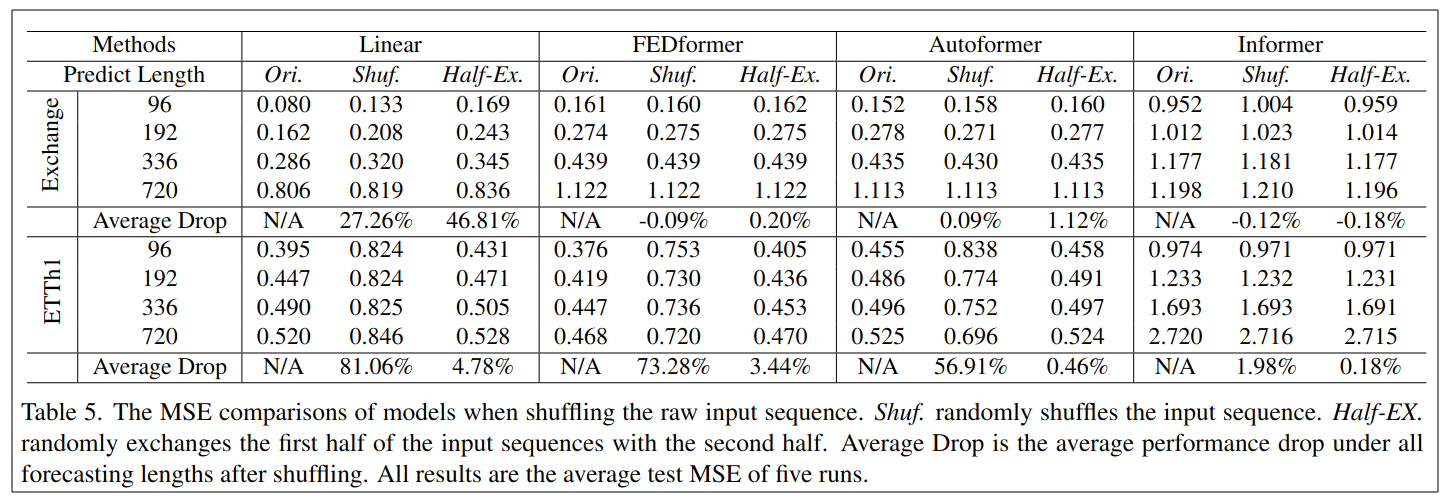 Methods Linear FEDformer Autoformer Informer
Predict Length Ori. Shuf. Half-Ex. Ori. Shuf. Half-Ex. Ori. Shuf. Half-Ex. Ori. Shuf. Half-Ex.
Exchange
96 0.080 0.133 0.169 0.161 0.160 0.162 0.152 0.158 0.160 0.952 1.004 0.959
192 0.162 0.208 0.243 0.274 0.275 0.275 0.278 0.271 0.277 1.012 1.023 1.014
336 0.286 0.320 0.345 0.439 0.439 0.439 0.435 0.430 0.435 1.177 1.181 1.177
720 0.806 0.819 0.836 1.122 1.122 1.122 1.113 1.113 1.113 1.198 1.210 1.196
Average Drop N/A 27.26% 46.81% N/A -0.09% 0.20% N/A 0.09% 1.12% N/A -0.12% -0.18%
ETTh1
96 0.395 0.824 0.431 0.376 0.753 0.405 0.455 0.838 0.458 0.974 0.971 0.971
192 0.447 0.824 0.471 0.419 0.730 0.436 0.486 0.774 0.491 1.233 1.232 1.231
336 0.490 0.825 0.505 0.447 0.736 0.453 0.496 0.752 0.497 1.693 1.693 1.691
720 0.520 0.846 0.528 0.468 0.720 0.470 0.525 0.696 0.524 2.720 2.716 2.715
Average Drop N/A 81.06% 4.78% N/A 73.28% 3.44% N/A 56.91% 0.46% N/A 1.98% 0.18%
Table 5. The MSE comparisons of models when shuffling the raw input sequence. Shuf. randomly shuffles the input sequence. Half-EX.
randomly exchanges the first half of the input sequences with the second half. Average Drop is the average performance drop under all
forecasting lengths after shuffling. All results are the average test MSE of five runs.